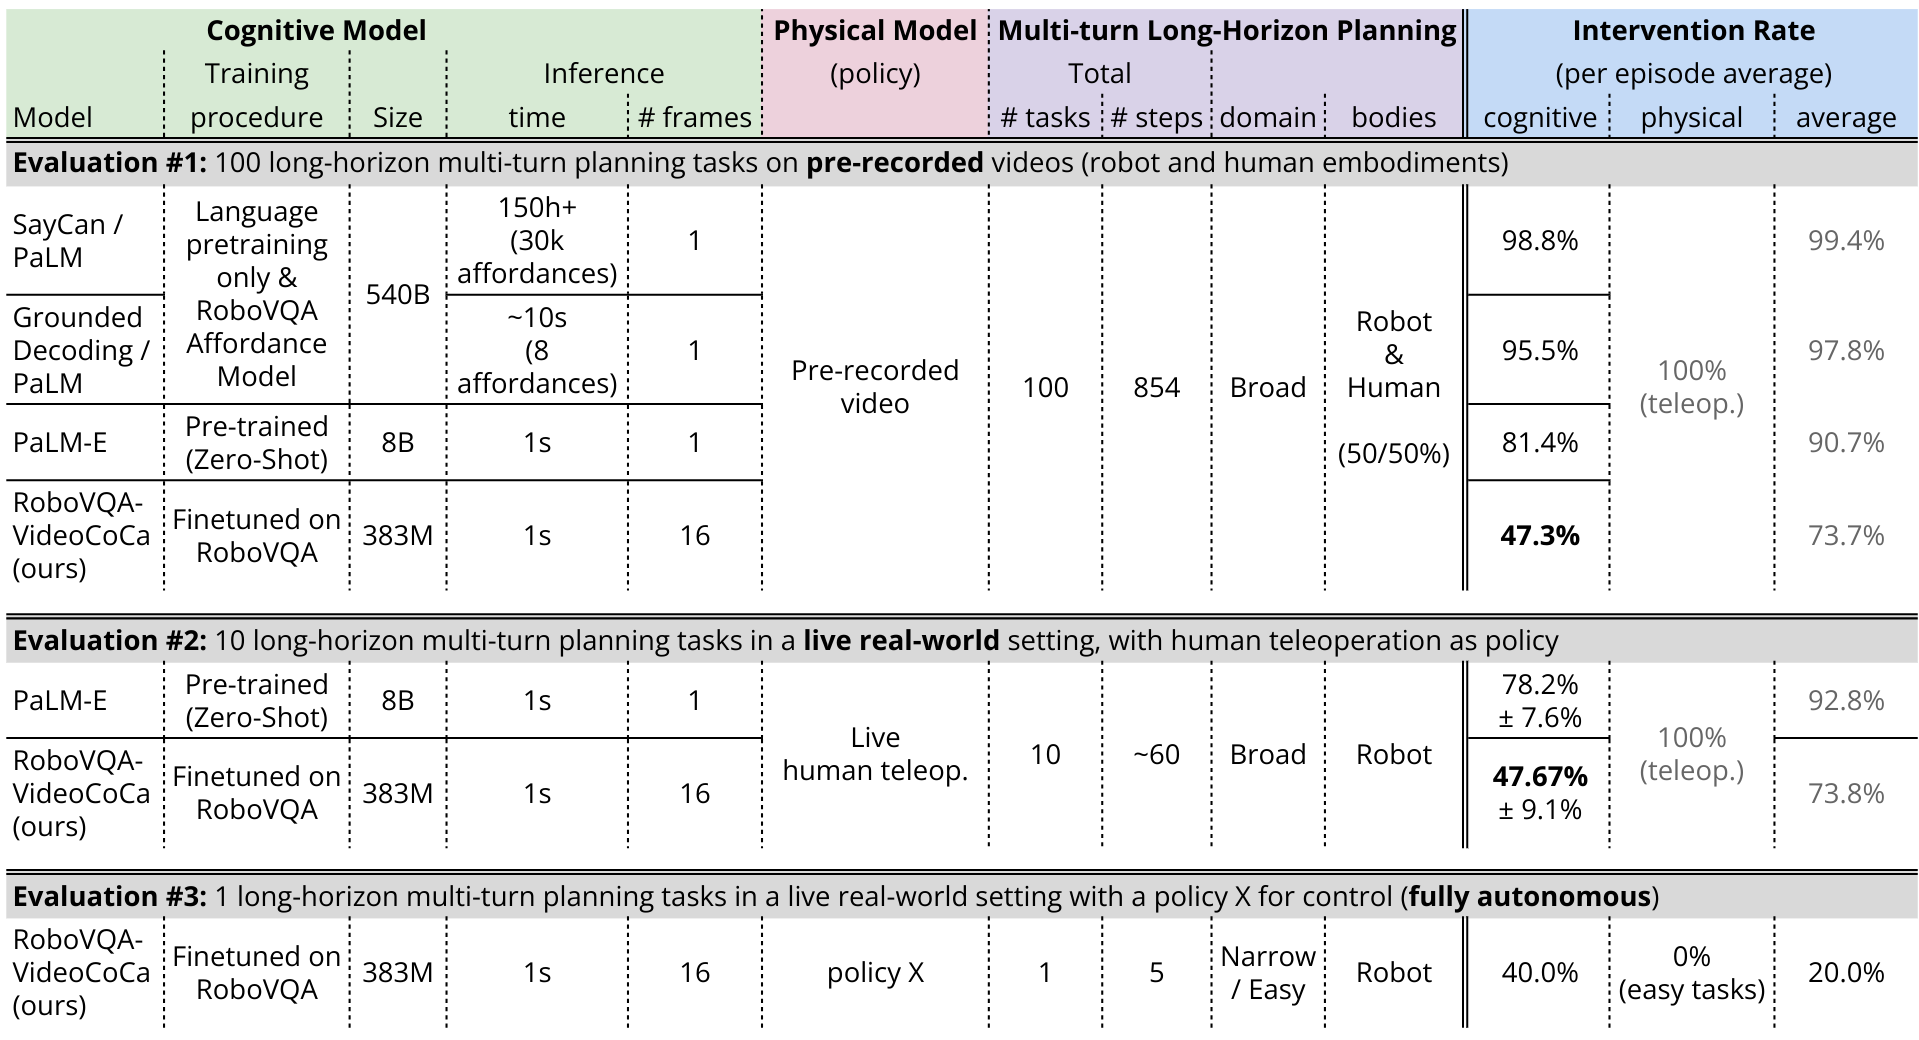 Cognitive Model Physical Model Multi-turn Long-Horizon Planning Intervention Rate
Training Inference (policy) Total (per episode average)
Model procedure Size time # frames # tasks # steps domain bodies cognitive physical average
Evaluation #1: 100 long-horizon multi-turn planning tasks on pre-recorded videos (robot and human embodiments)
SayCan /
PaLM
Language
pretraining
only &
RoboVQA
Affordance
Model
540B
150h+
(30k
affordances)
1
Pre-recorded
video
100
854
Broad
Robot
&
Human
(50/50%)
98.8%
100%
(teleop.)
99.4%
Grounded
Decoding /
PaLM
~10s
(8
affordances)
1
95.5%
97.8%
PaLM-E
Pre-trained
(Zero-Shot)
8B
1s
1
81.4%
90.7%
RoboVQA-
VideoCoCa
(ours)
Finetuned on
RoboVQA
383M
1s
16
47.3%
73.7%
Evaluation #2: 10 long-horizon multi-turn planning tasks in a live real-world setting, with human teleoperation as policy
PaLM-E
Pre-trained
(Zero-Shot)
8B
1s
1
Live
human teleop.
10
~60
Broad
Robot
78.2%
± 7.6%
100%
(teleop.)
92.8%
RoboVQA-
VideoCoCa
(ours)
Finetuned on
RoboVQA
383M
1s
16
47.67%
± 9.1%
73.8%
Evaluation #3: 1 long-horizon multi-turn planning tasks in a live real-world setting with a policy X for control (fully autonomous)
RoboVQA-
VideoCoCa
(ours)
Finetuned on
RoboVQA
383M
1s
16
policy X
1
5
Narrow
/ Easy
Robot
40.0%
0%
(easy tasks)
20.0%